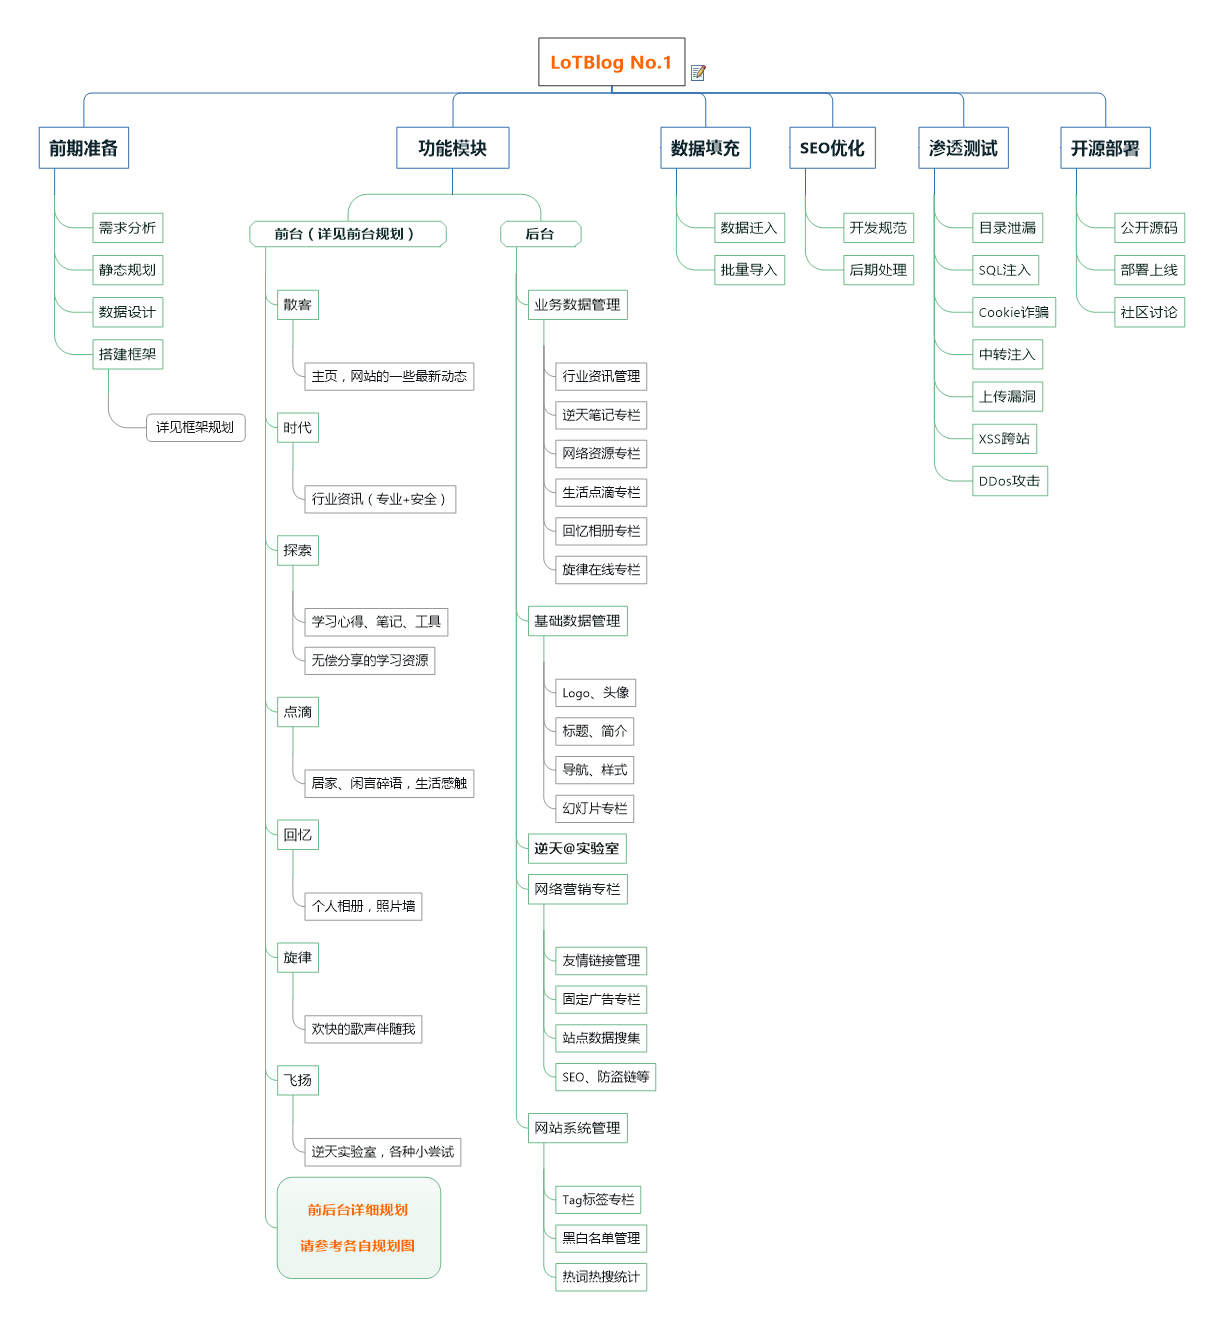 LoTBlog No.1
前期准备
需求分析
静态规划
数据设计
搭建框架
详见框架规划
功能模块
前台（详见前台规划）
散客
主页，网站的一些最新动态
时代
行业资讯（专业+安全）
探索
学习心得、笔记、工具
无偿分享的学习资源
点滴
居家、闲言碎语，生活感触
回忆
个人相册，照片墙
旋律
欢快的歌声伴随我
飞扬
逆天实验室，各种小尝试
前后台详细规划
请参考各自规划图
后台
业务数据管理
行业资讯管理
逆天笔记专栏
网络资源专栏
生活点滴专栏
回忆相册专栏
旋律在线专栏
基础数据管理
Logo、头像
标题、简介
导航、样式
幻灯片专栏
逆天@实验室
网络营销专栏
友情链接管理
固定广告专栏
站点数据搜集
SEO、防盗链等
网站系统管理
Tag标签专栏
黑白名单管理
热词热搜统计
数据填充
数据迁入
批量导入
SEO优化
开发规范
后期处理
渗透测试
目录泄漏
SQL注入
Cookie诈骗
中转注入
上传漏洞
XSS跨站
DDos攻击
开源部署
公开源码
部署上线
社区讨论